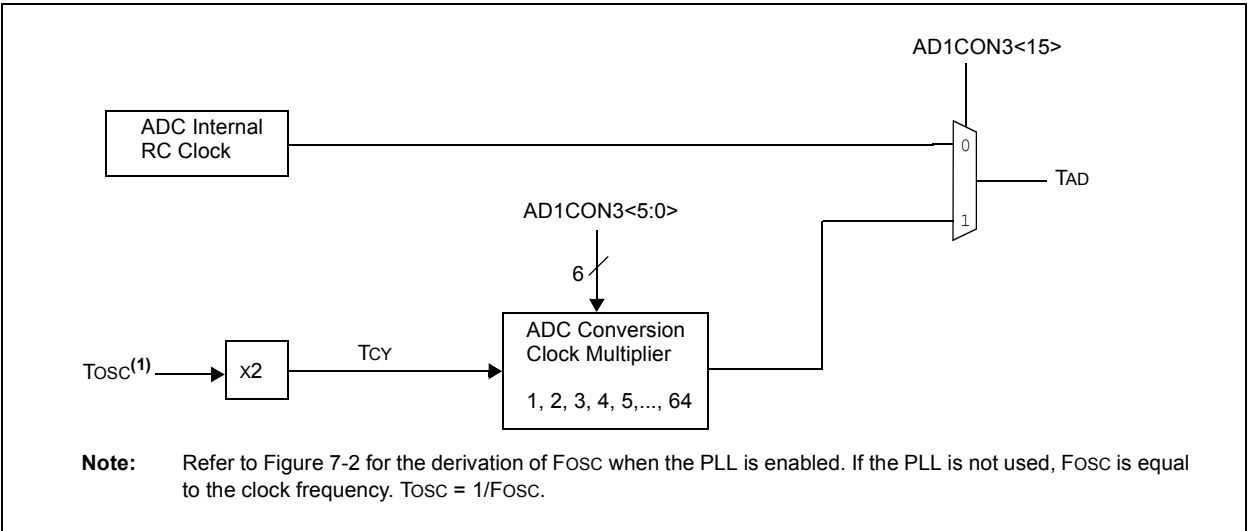 AD1CON3<15>
ADC Internal
RC Clock
0
TAD
AD1CON3<5:0>
1
6
ADC Conversion
Clock Multiplier
TOSC(1)
x2
TCY
1, 2, 3, 4, 5,..., 64
Note: Refer to Figure 7-2 for the derivation of FOSC when the PLL is enabled. If the PLL is not used, FOSC is equal
to the clock frequency. TOSC = 1/FOSC.